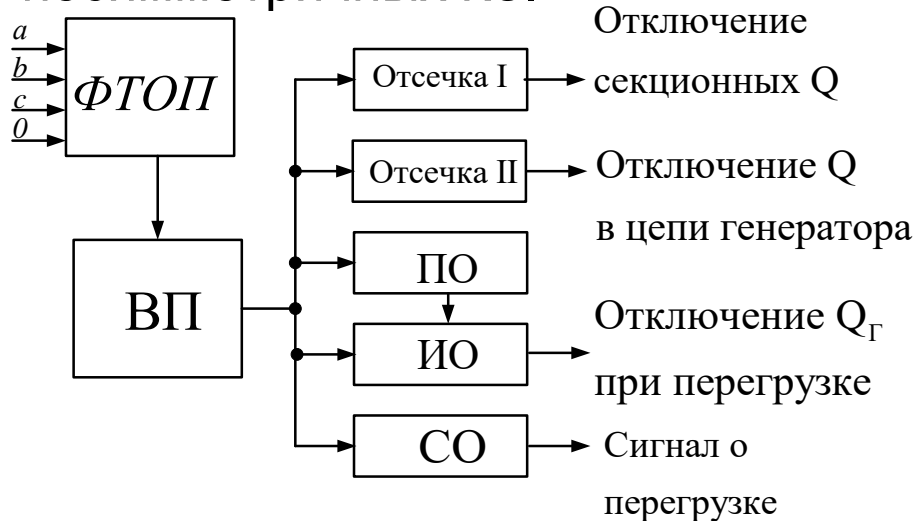 Отключение
секционных Q
a
b
c
0
ФТОП
Отсечка I
Отсечка II
Отключение Q
в цепи генератора
ВП
ПО
ИО
Отключение QГ
при перегрузке
СО
Сигнал о
перегрузке